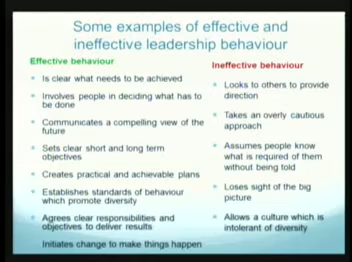 Some examples of effective and
ineffective leadership behaviour
Effective behaviour
Is clear what needs to be achieved
Involves people in deciding what has to
be done
Communicates a compelling view of the
future
Sets clear short and long term
objectives
Creates practical and achievable plans
Establishes standards of behaviour
which promote diversity
Agrees clear responsibilities and
objectives to deliver results
Initiates change to make things happen
Ineffective behaviour
Looks to others to provide
direction
Takes an overly cautious
approach
Assumes people know
what is required of them
without being told
Loses sight of the big
picture
Allows a culture which is
intolerant of diversity